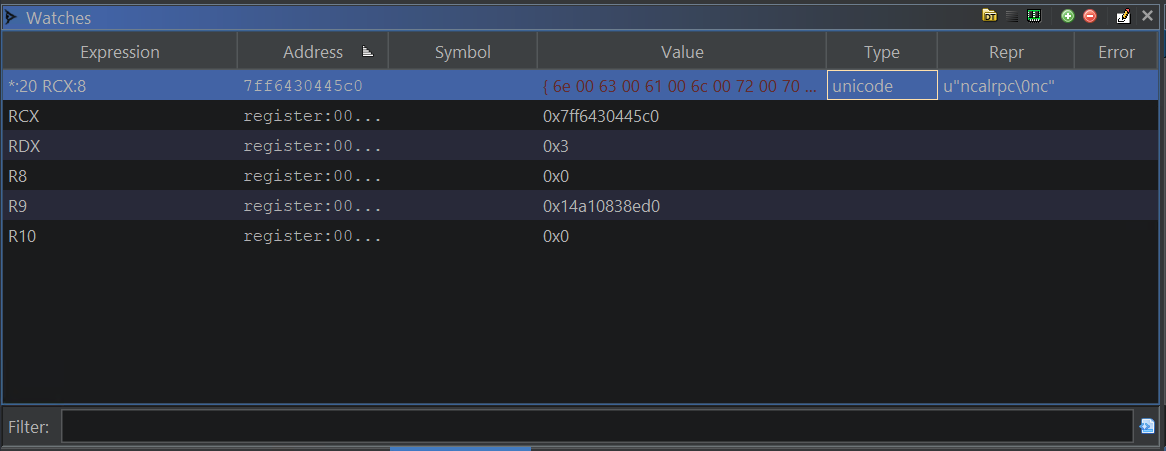 Watches
Expression Address Symbol Value Type Repr Error
*:20 RCX:8 7ff6430445c0 { 6e 00 63 00 61 00 6c 00 72 00 70 ... unicode u"ncalrpc\0nc"
RCX register:00... 0x7ff6430445c0
RDX register:00... 0x3
R8 register:00... 0x0
R9 register:00... 0x14a10838ed0
R10 register:00... 0x0
Filter: